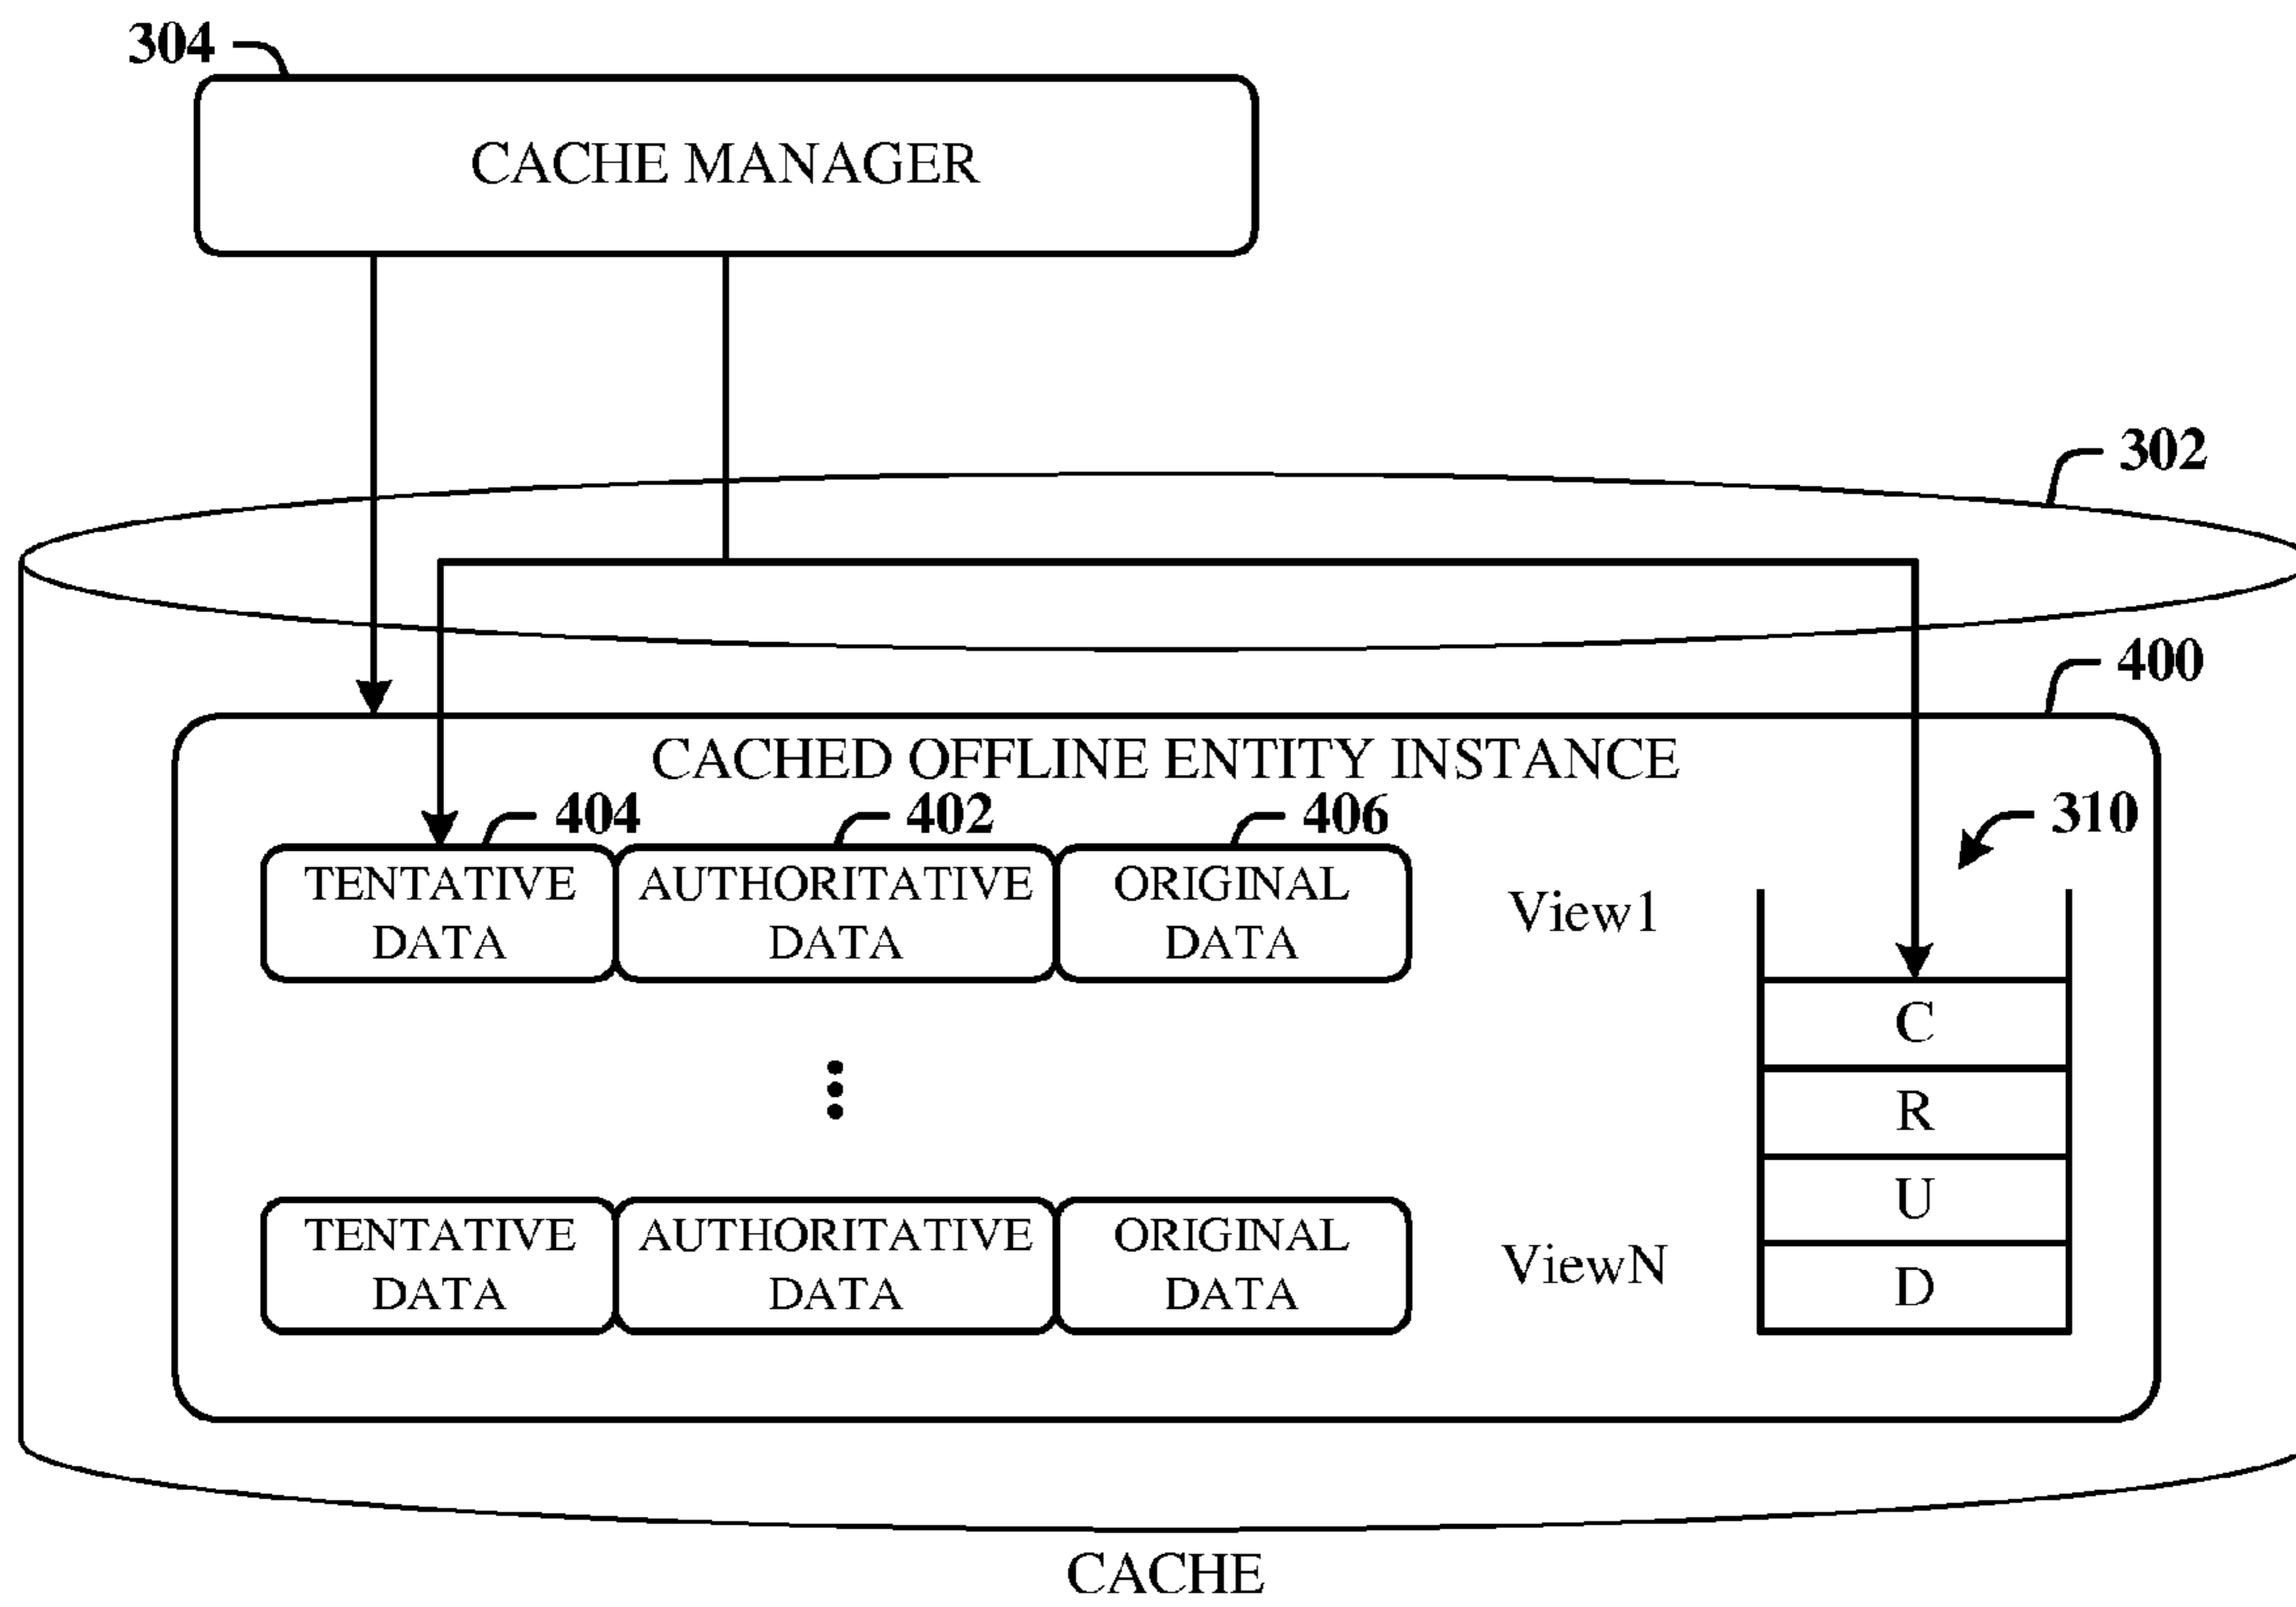 304
CACHE MANAGER
302
400
CACHED OFFLINE ENTITY INSTANCE
404
402
406
310
TENTATIVE DATA
AUTHORITATIVE DATA
ORIGINAL DATA
View1
C
R
U
D
TENTATIVE DATA
AUTHORITATIVE DATA
ORIGINAL DATA
ViewN
CACHE